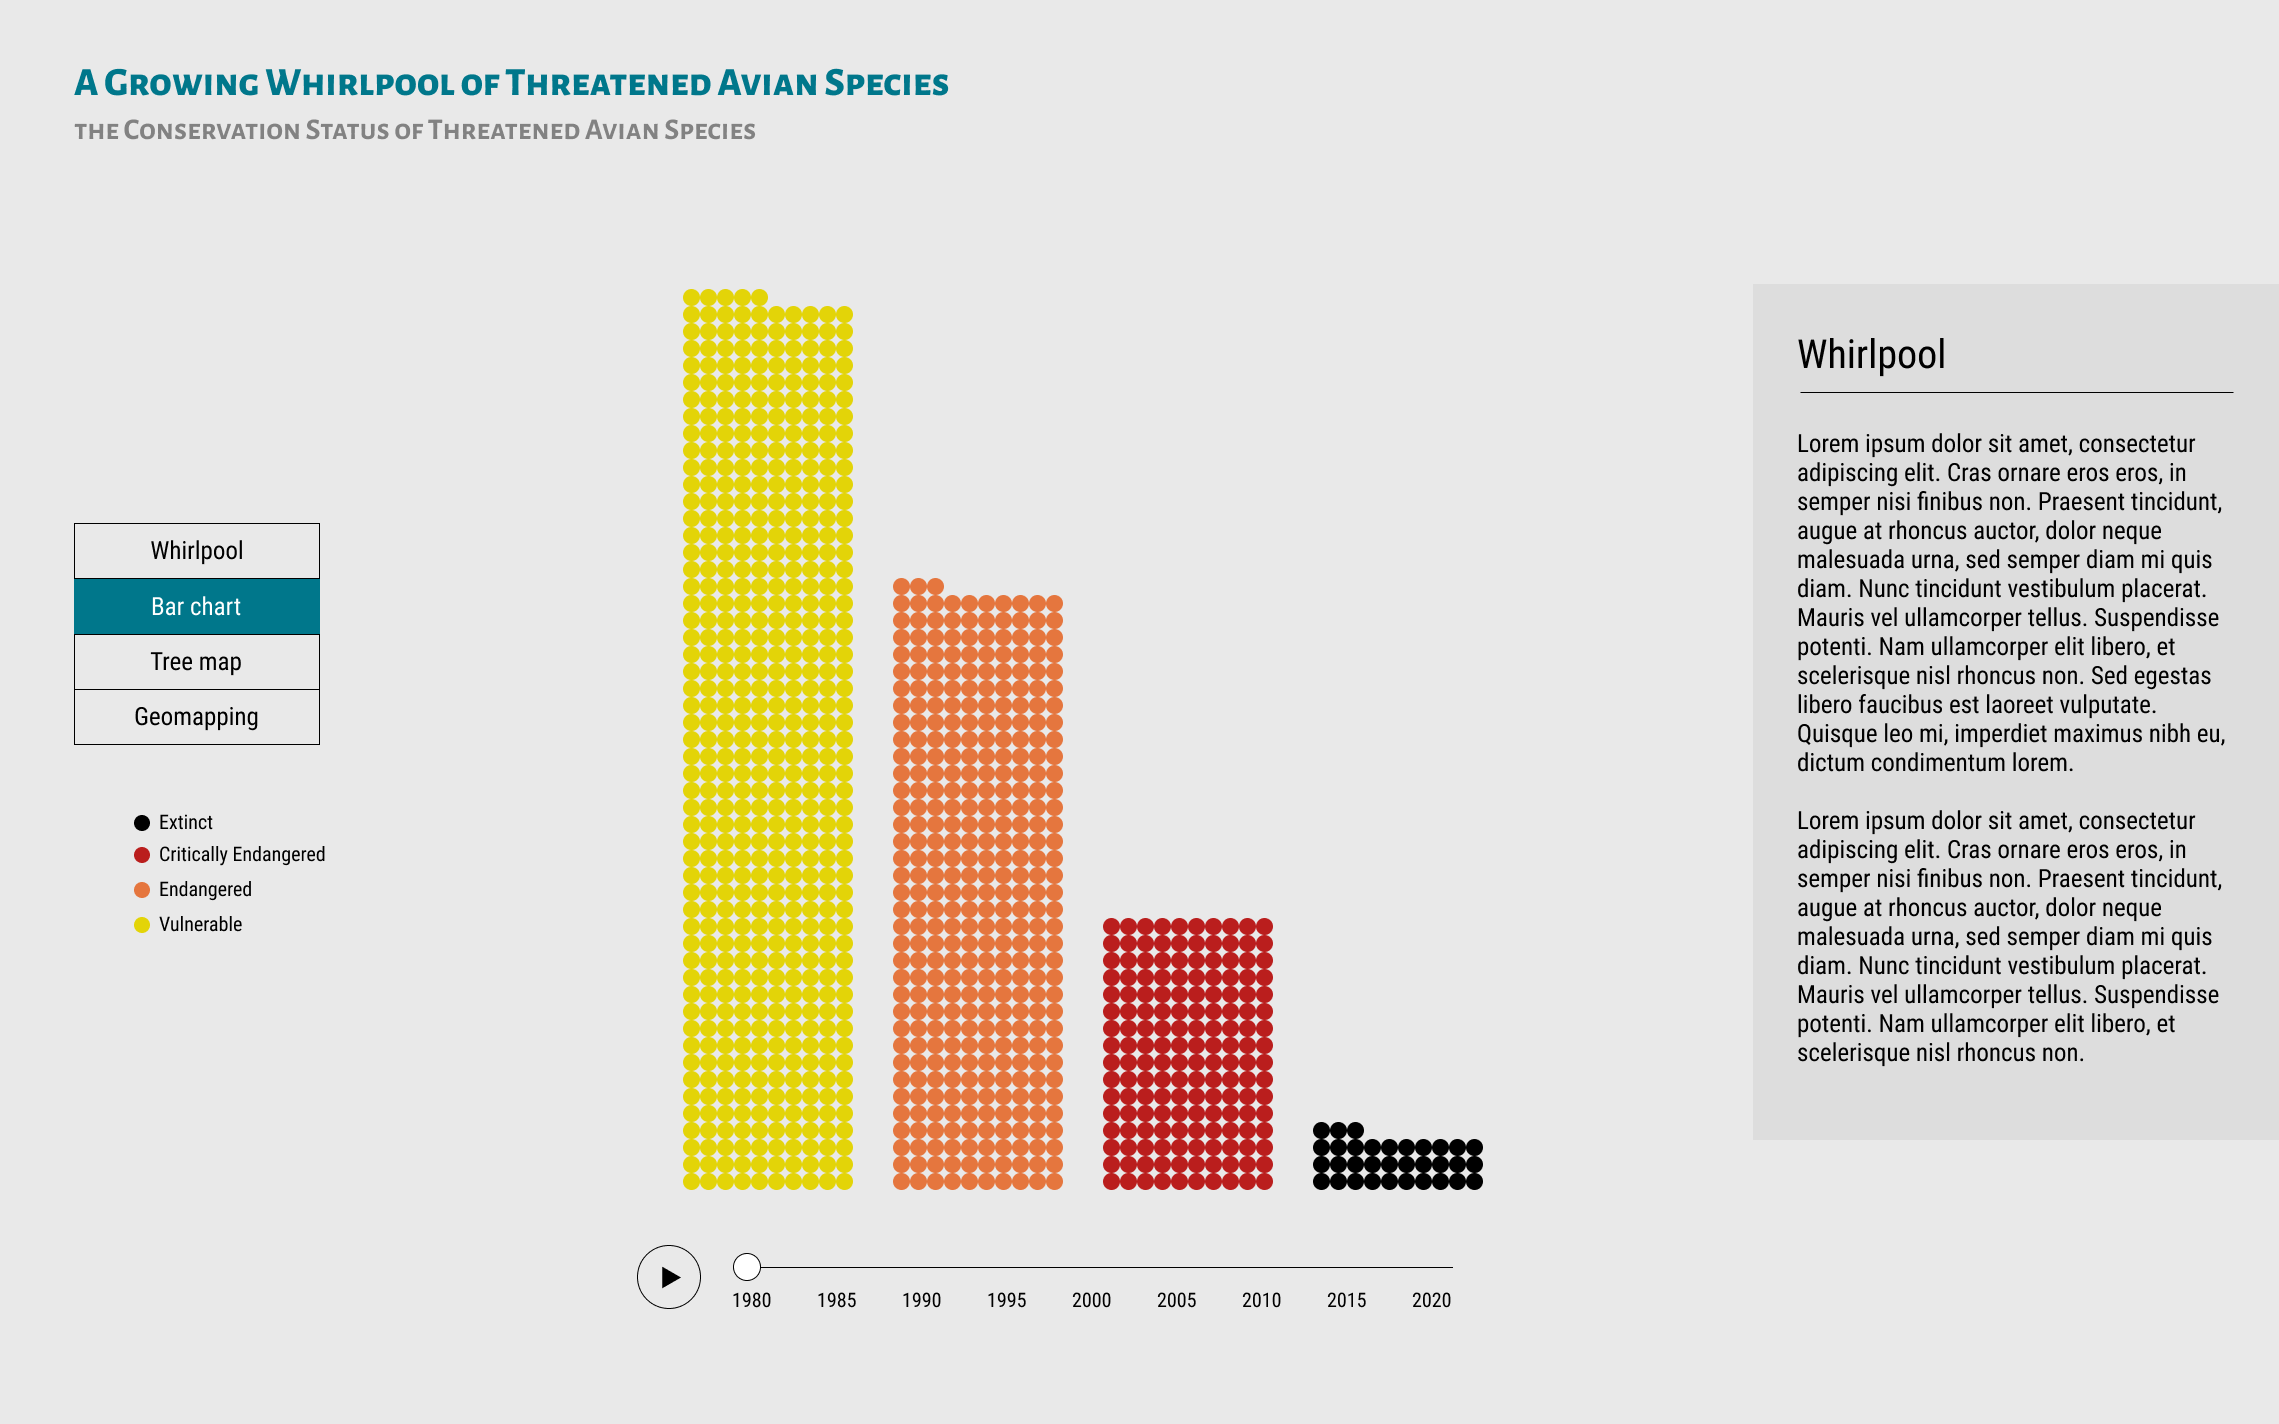 A Growing Whirlpool of Threatened Avian Species
the Conservation Status of Threatened Avian Species
Whirlpool
Bar chart
Tree map
Geomapping
Extinct
Critically Endangered
Endangered
Vulnerable
1980 1985 1990 1995 2000 2005 2010 2015 2020
Whirlpool
Lorem ipsum dolor sit amet, consectetur
adipiscing elit. Cras ornare eros eros, in
semper nisi finibus non. Praesent tincidunt,
augue at rhoncus auctor, dolor neque
malesuada urna, sed semper diam mi quis
diam. Nunc tincidunt vestibulum placerat.
Mauris vel ullamcorper tellus. Suspendisse
potenti. Nam ullamcorper elit libero, et
scelerisque nisl rhoncus non. Sed egestas
libero faucibus est laoreet vulputate.
Quisque leo mi, imperdiet maximus nibh eu,
dictum condimentum lorem.
Lorem ipsum dolor sit amet, consectetur
adipiscing elit. Cras ornare eros eros, in
semper nisi finibus non. Praesent tincidunt,
augue at rhoncus auctor, dolor neque
malesuada urna, sed semper diam mi quis
diam. Nunc tincidunt vestibulum placerat.
Mauris vel ullamcorper tellus. Suspendisse
potenti. Nam ullamcorper elit libero, et
scelerisque nisl rhoncus non.